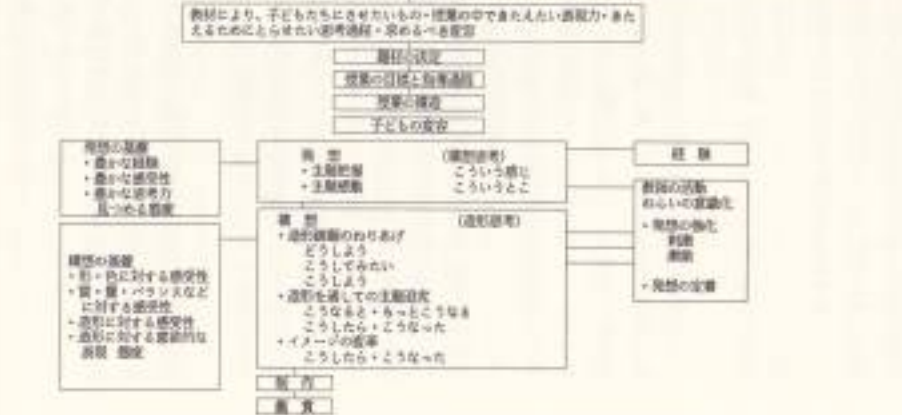 教材により、子どもたちにさせたいもの・授業の中できたえたい表現力・きた
えるためにとらせたい思考過程・求めるべき変容
題材の決定
授業の目標と指導過程
授業の構造
子どもの変容
発想の基礎
・豊かな経験
・豊かな感受性
・豊かな思考力
見つめる態度
発 想 (構想思考)
・主題把握 こういう感じ
・主題感動 こういうとこ
経 験
教師の活動
ねらいの意識化
・発想の強化
刺激
・発想の定着
構 想 (造形思考)
・造形課題のねりあげ
どうしよう
こうしてみたい
こうしよう
・造形を通しての主題追究
こうなると・もっとこうなる
こうしたら・こうなった
・イメージの変革
こうしたら・こうなった
構想の基礎
・形・色に対する感受性
・バランスなど
に対する感受性
・造形に対する感受性
・造形に対する意欲的な
表現 態度
制 作
鑑 賞